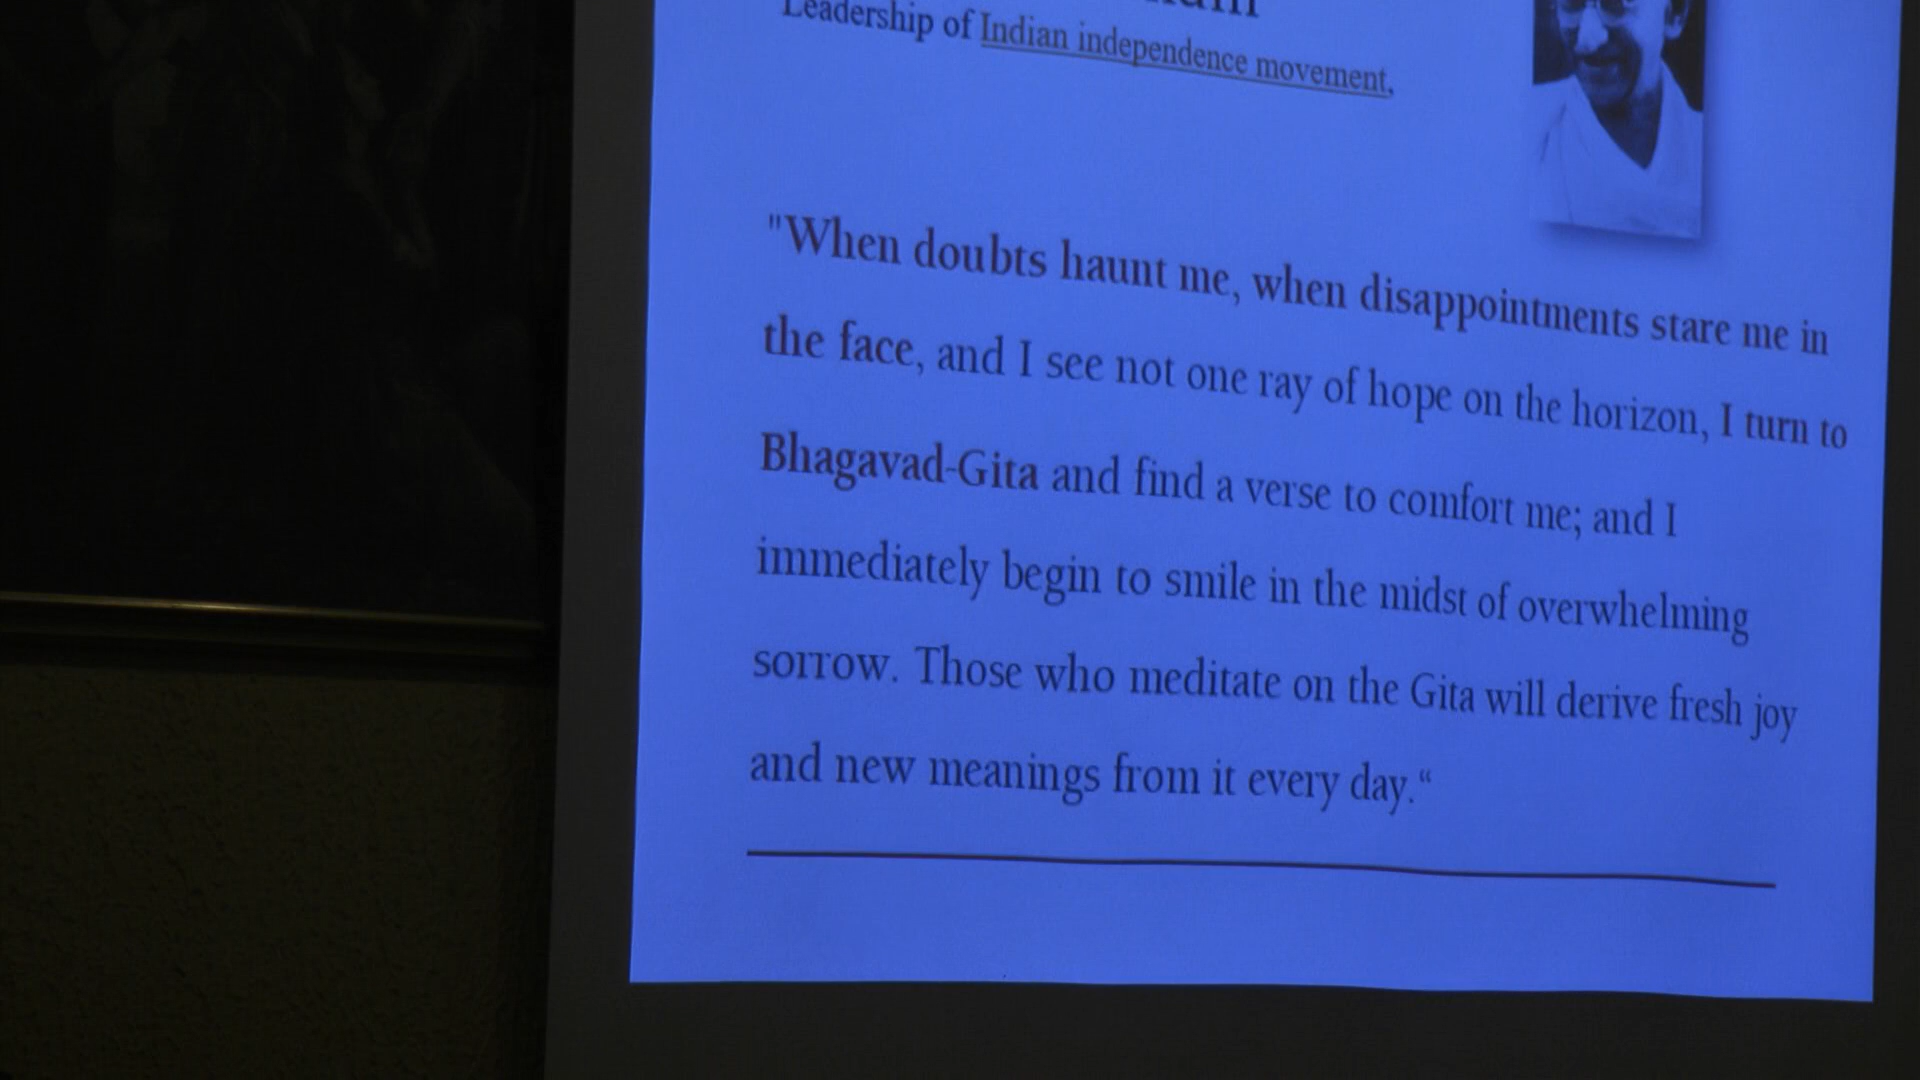 Leadership of Indian independence movement,
"When doubts haunt me, when disappointments stare me in
the face, and I see not one ray of hope on the horizon, I turn to
Bhagavad-Gita and find a verse to comfort me; and I
immediately begin to smile in the midst of overwhelming
sorrow. Those who meditate on the Gita will derive fresh joy
and new meanings from it every day.“